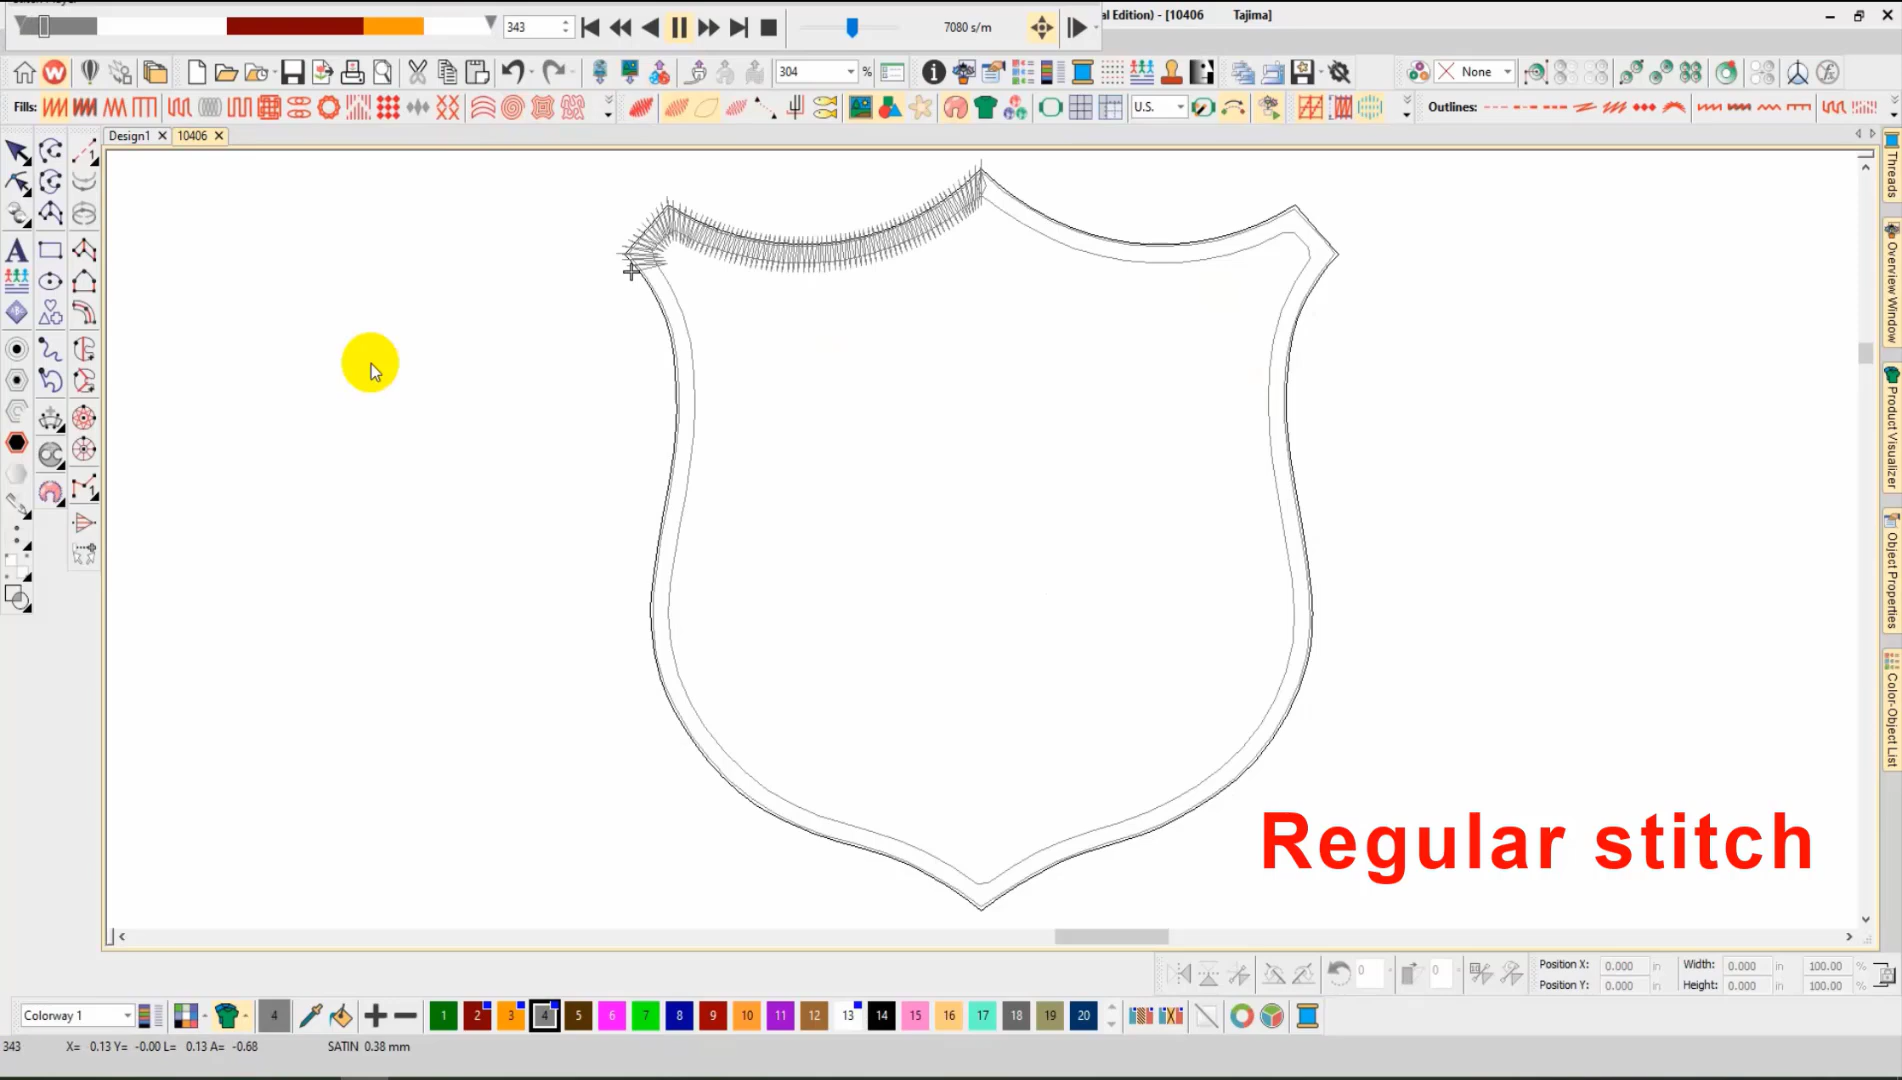 343
7080 s/m
al Edition) - [10406 Tajima]
304
%
None
Fills:
U.S.
Outlines:
Design1
10406
Threads
Overview Window
Product Visualizer
Object Properties
Color-Object List
Regular stitch
0
0
Position X: 0.000 in Width: 0.000 in 100.00 %
Position Y: 0.000 in Height: 0.000 in 100.00 %
Colorway 1
4
1 2 3 4 5 6 7 8 9 10 11 12 13 14 15 16 17 18 19 20
343 X= 0.13 Y= -0.00 L= 0.13 A= -0.68 SATIN 0.38 mm